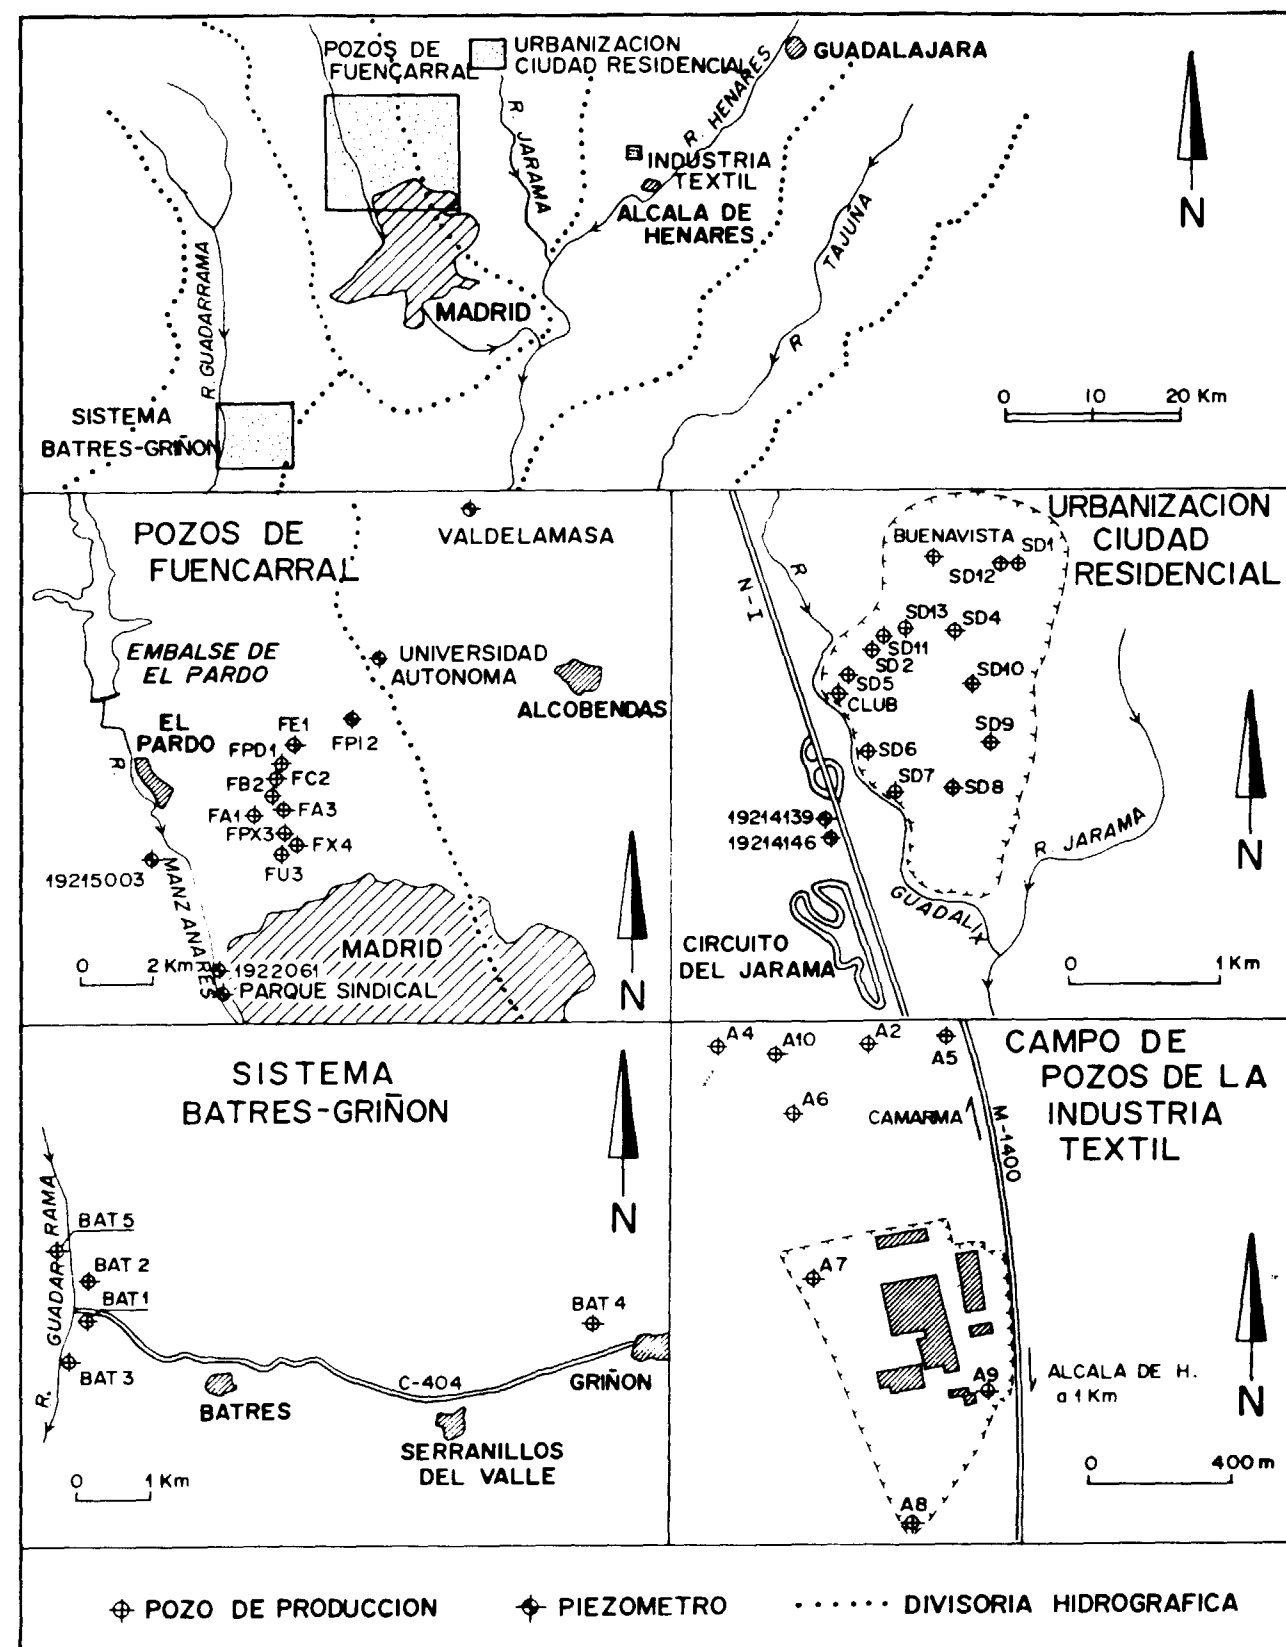 POZOS DE
FUENCARRAL
URBANIZACION
CIUDAD RESIDENCIAL
GUADALAJARA
R. HENARES
R. JARAMA
INDUSTRIA
TEXTIL
ALCALA DE
HENARES
N
R. GUADARRAMA
MADRID
R TAJUÑA
SISTEMA
BATRES-GRIÑON
0 10 20 Km
POZOS DE
FUENCARRAL
VALDELAMASA
EMBALSE DE
EL PARDO
UNIVERSIDAD
AUTONOMA
ALCOBENDAS
EL
PARDO
FE1
FPI2
FPD1
FC2
FB2
FA1
FA3
FPX3
FX4
FU3
19215003
R. MANZANARES
MADRID
1922061
PARQUE SINDICAL
0 2 Km
N
URBANIZACION
CIUDAD
RESIDENCIAL
N-I
BUENAVISTA
SD1
SD12
SD13
SD4
SD11
SD2
SD10
SD5
CLUB
SD9
SD6
SD7
SD8
19214139
19214146
R. JARAMA
R GUADALIX
CIRCUITO
DEL JARAMA
N
0 1 Km
SISTEMA
BATRES-GRIÑON
N
R. GUADARRAMA
BAT 5
BAT 2
BAT 1
BAT 3
BAT 4
C-404
GRIÑON
BATRES
SERRANILLOS
DEL VALLE
0 1 Km
CAMPO DE
POZOS DE LA
INDUSTRIA
TEXTIL
A4
A10
A2
A5
A6
CAMARMA
M-1400
A7
A9
ALCALA DE H.
a 1 Km
N
A8
0 400 m
POZO DE PRODUCCION
PIEZOMETRO
DIVISORIA HIDROGRAFICA